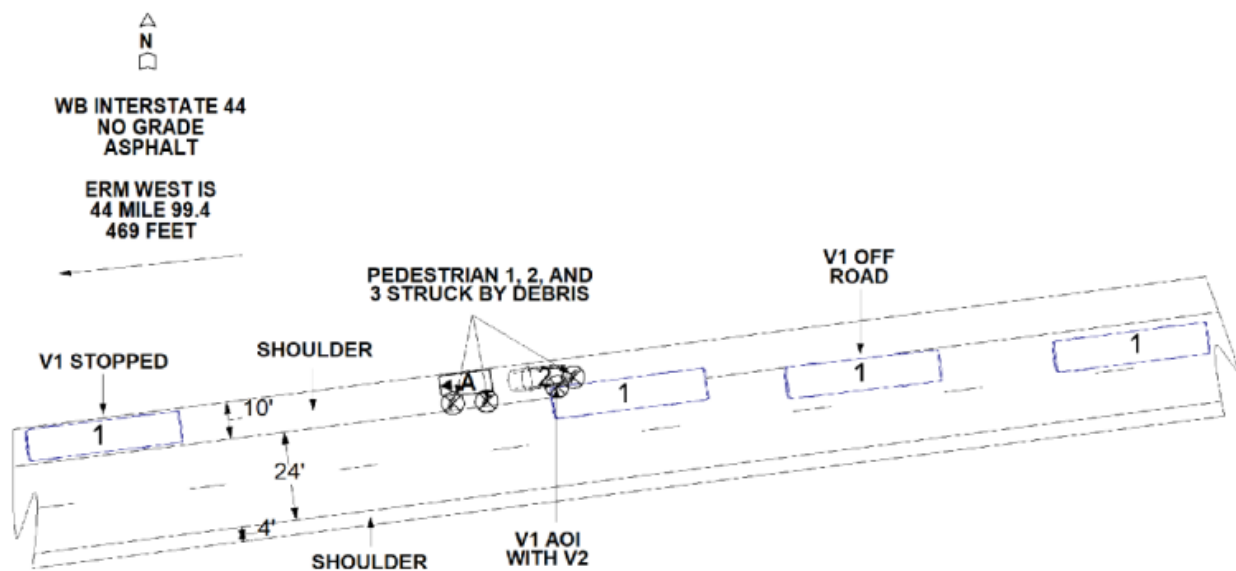 N
WB INTERSTATE 44
NO GRADE
ASPHALT
ERM WEST IS
44 MILE 99.4
469 FEET
PEDESTRIAN 1, 2, AND
3 STRUCK BY DEBRIS
V1 OFF
ROAD
V1 STOPPED
SHOULDER
1
1
1
A
2
10'
1
24'
4'
SHOULDER
V1 AOI
WITH V2